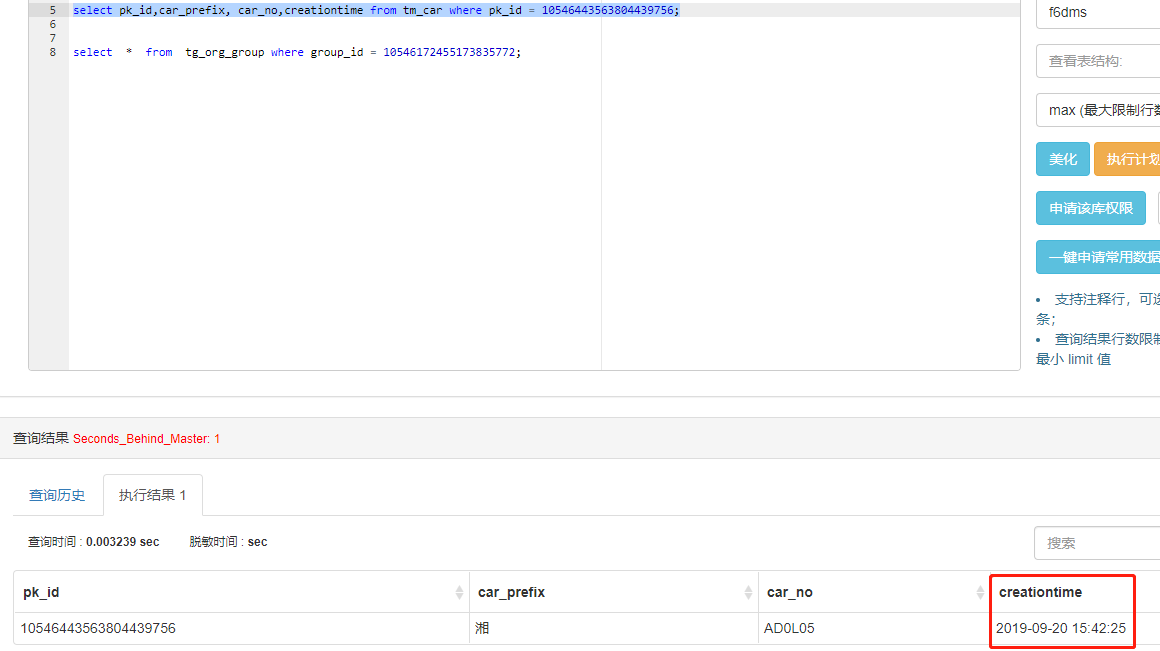 5 select pk_id,car_prefix, car_no,creationtime from tm_car where pk_id = 10546443563804439756;
6
7
8 select * from tg_org_group where group_id = 10546172455173835772;
f6dms
查看表结构:
max (最大限制行数
美化 执行计划
申请该库权限
一键申请常用数据
支持注释行，可选
条;
查询结果行数限制
最小 limit 值
查询结果 Seconds_Behind_Master: 1
查询历史 执行结果 1
查询时间 : 0.003239 sec 脱敏时间 : sec
搜索
pk_id car_prefix car_no creationtime
10546443563804439756 湘 AD0L05 2019-09-20 15:42:25